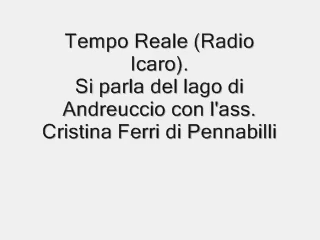 Tempo Reale (Radio
Icaro).
Si parla del lago di
Andreuccio con l'ass.
Cristina Ferri di Pennabilli